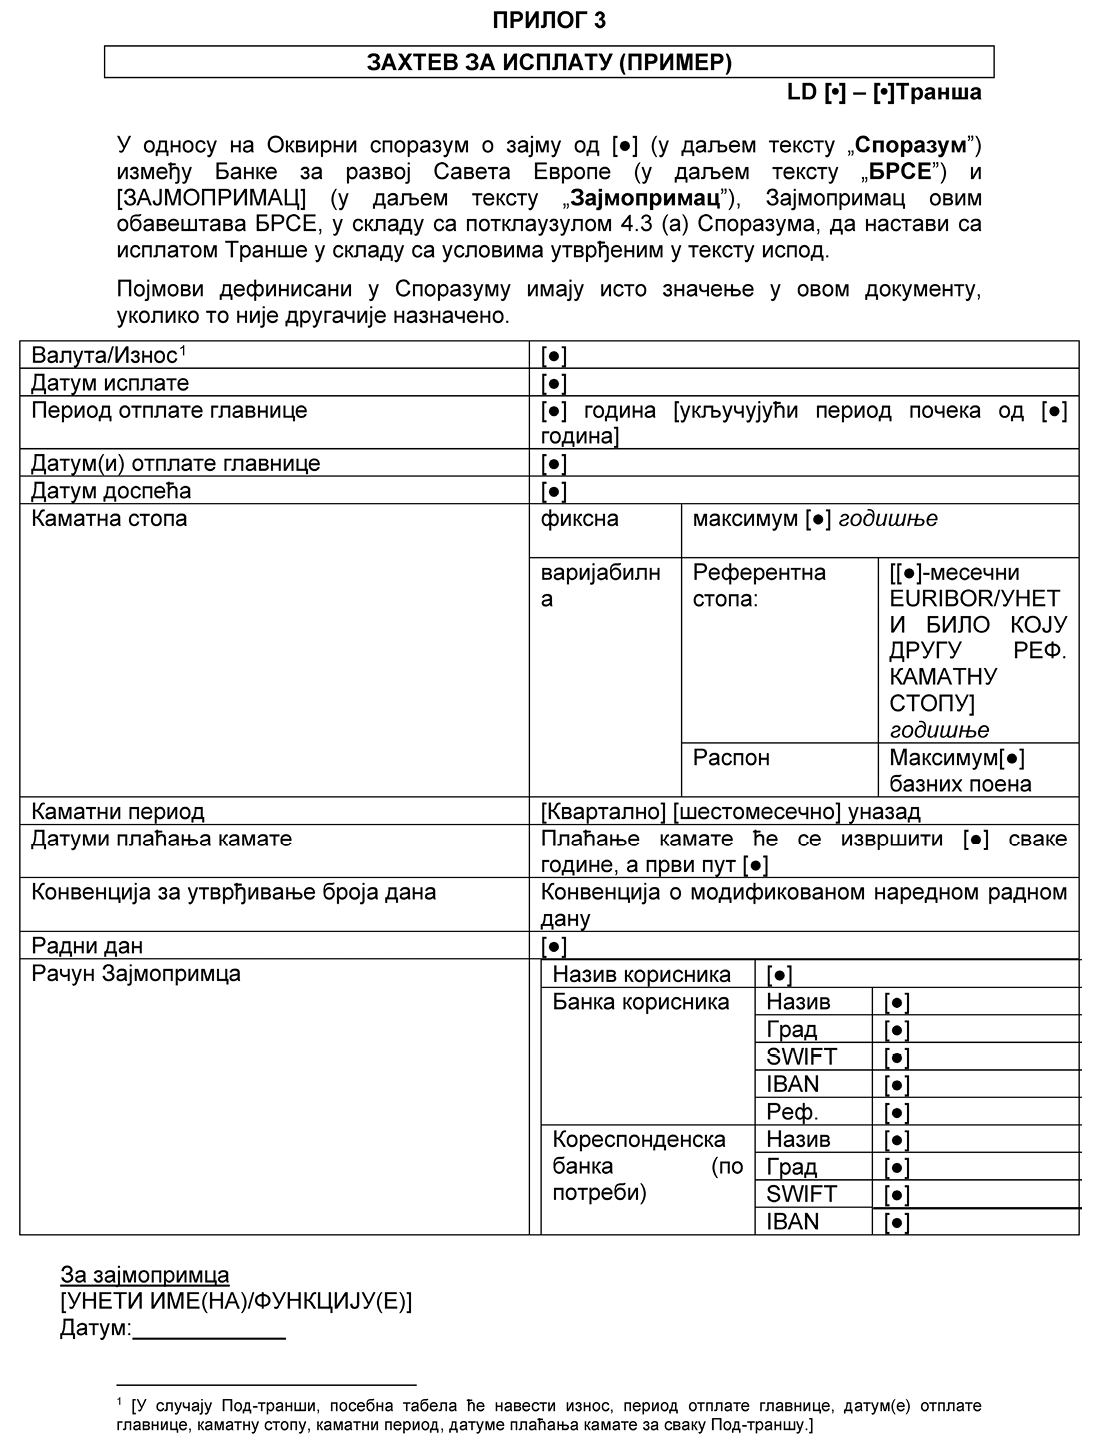 ПРИЛОГ 3
ЗАХТЕВ ЗА ИСПЛАТУ (ПРИМЕР)
LD [•] – [•]Транша
У односу на Оквирни споразум о зајму од [●] (у даљем тексту „Споразум”)
између Банке за развој Савета Европе (у даљем тексту „БРСЕ”) и
[ЗАЈМОПРИМАЦ] (у даљем тексту „Зајмопримац”), Зајмопримац овим
обавештава БРСЕ, у складу са потклаузулом 4.3 (а) Споразума, да настави са
исплатом Транше у складу са условима утврђеним у тексту испод.
Појмови дефинисани у Споразуму имају исто значење у овом документу,
уколико то није другачије назначено.
Валута/Износ¹ [●]
Датум исплате [●]
Период отплате главнице [●] година [укључујући период почека од [●]
година]
Датум(и) отплате главнице [●]
Датум доспећа [●]
Каматна стопа фиксна максимум [●] годишње
варијабилн
а
Референтна
стопа:
[[●]-месечни
EURIBOR/УНЕТ
И БИЛО КОЈУ
ДРУГУ РЕФ.
КАМАТНУ
СТОПУ]
годишње
Распон Максимум[●]
базних поена
Каматни период [Квартално] [шестомесечно] уназад
Датуми плаћања камате Плаћање камате ће се извршити [●] сваке
године, а први пут [●]
Конвенција за утврђивање броја дана Конвенција о модификованом наредном радном
дану
Радни дан [●]
Рачун Зајмопримца Назив корисника [●]
Банка корисника Назив [●]
Град [●]
SWIFT [●]
IBAN [●]
Реф. [●]
Кореспонденска
банка (по
потреби)
Назив [●]
Град [●]
SWIFT [●]
IBAN [●]
За зајмопримца
[УНЕТИ ИМЕ(НА)/ФУНКЦИЈУ(Е)]
Датум:____________
¹ [У случају Под-транши, посебна табела ће навести износ, период отплате главнице, датум(е) отплате
главнице, каматну стопу, каматни период, датуме плаћања камате за сваку Под-траншу.]